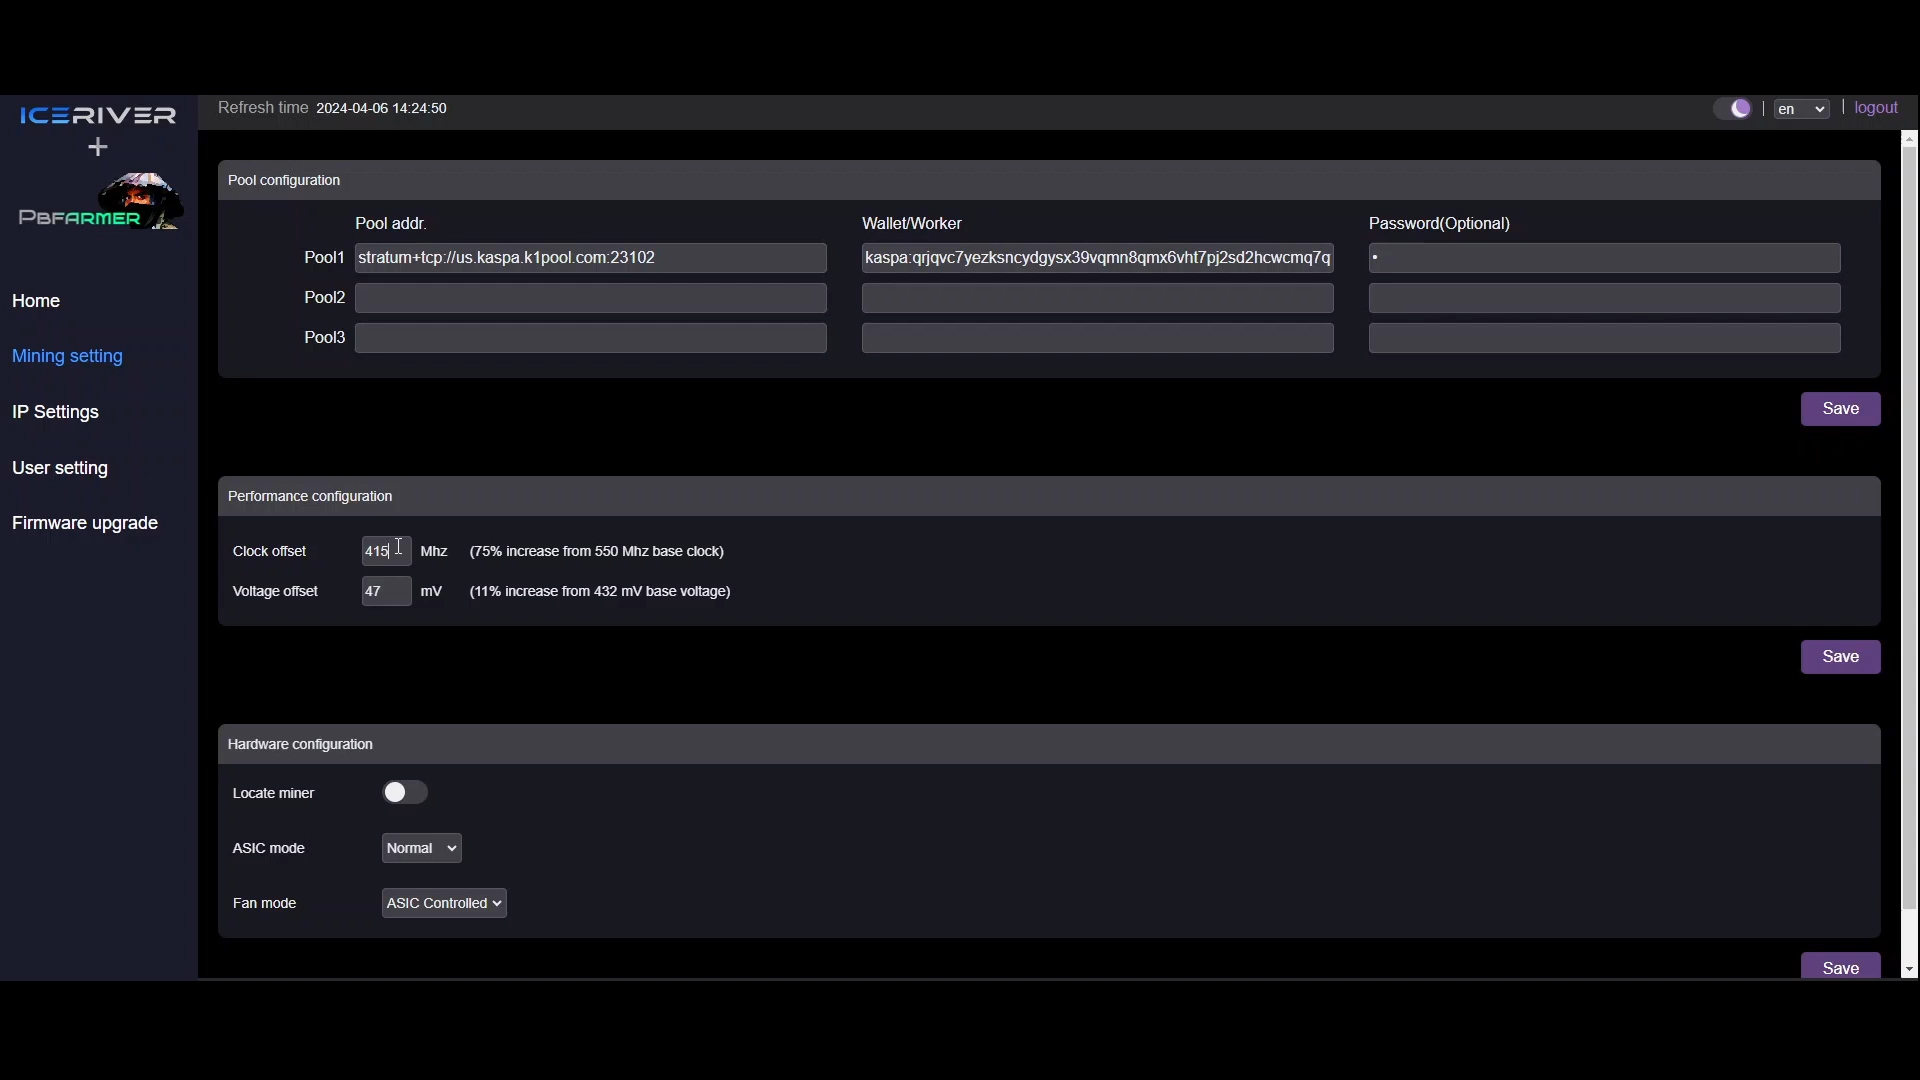 ICERIVER
+
PBFARMER
Refresh time 2024-04-06 14:24:50
en
logout
Home
Mining setting
IP Settings
User setting
Firmware upgrade
Pool configuration
Pool addr. Wallet/Worker Password(Optional)
Pool1 stratum+tcp://us.kaspa.k1pool.com:23102 kaspa:qrjqvc7yezksncydgysx39vqmn8qmx6vht7pj2sd2hcwcmq7q •
Pool2
Pool3
Save
Performance configuration
Clock offset 415 Mhz (75% increase from 550 Mhz base clock)
Voltage offset 47 mV (11% increase from 432 mV base voltage)
Save
Hardware configuration
Locate miner
ASIC mode Normal
Fan mode ASIC Controlled
Save